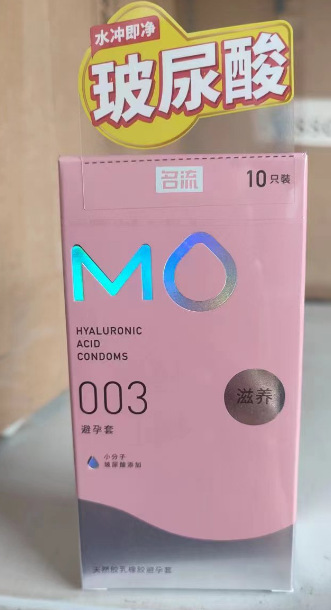 水冲即净
玻尿酸
名流
10只装
MO
HYALURONIC
ACID
CONDOMS
003
避孕套
滋养
小分子
玻尿酸添加
天然胶乳橡胶避孕套